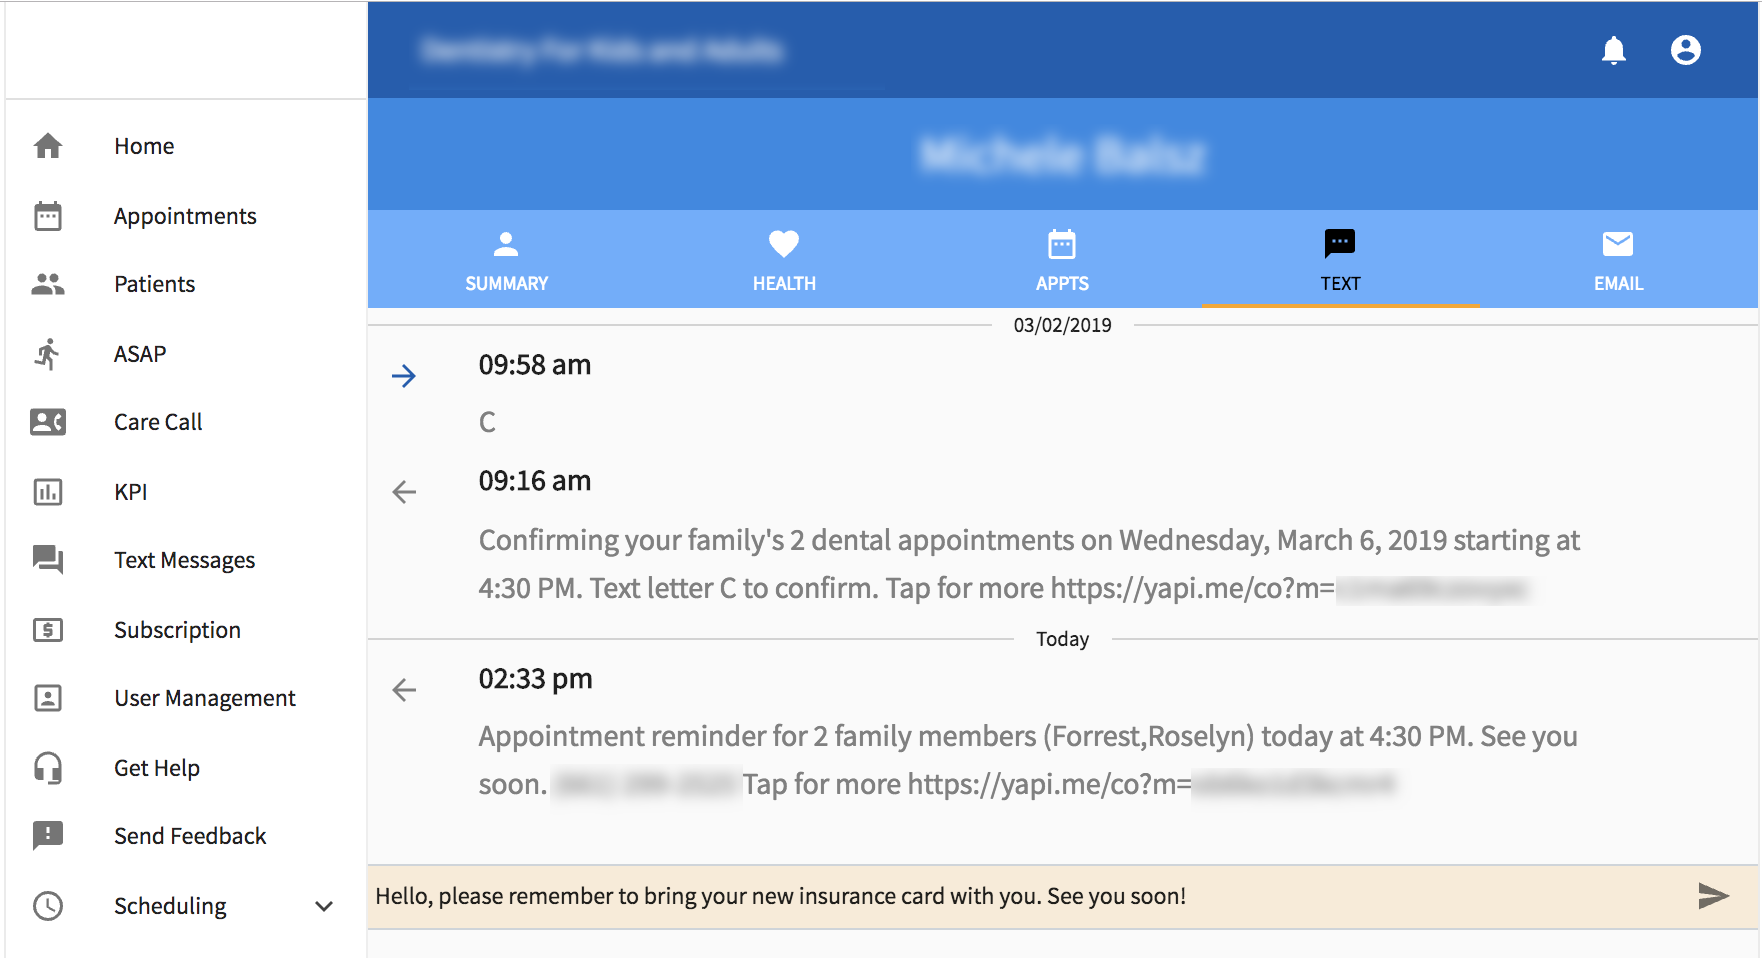 Home
Appointments
Patients
ASAP
Care Call
KPI
Text Messages
Subscription
User Management
Get Help
Send Feedback
Scheduling
SUMMARY
HEALTH
APPTS
TEXT
EMAIL
03/02/2019
09:58 am
C
09:16 am
Confirming your family's 2 dental appointments on Wednesday, March 6, 2019 starting at
4:30 PM. Text letter C to confirm. Tap for more https://yapi.me/co?m=
Today
02:33 pm
Appointment reminder for 2 family members (Forrest,Roselyn) today at 4:30 PM. See you
soon. Tap for more https://yapi.me/co?m=
Hello, please remember to bring your new insurance card with you. See you soon!